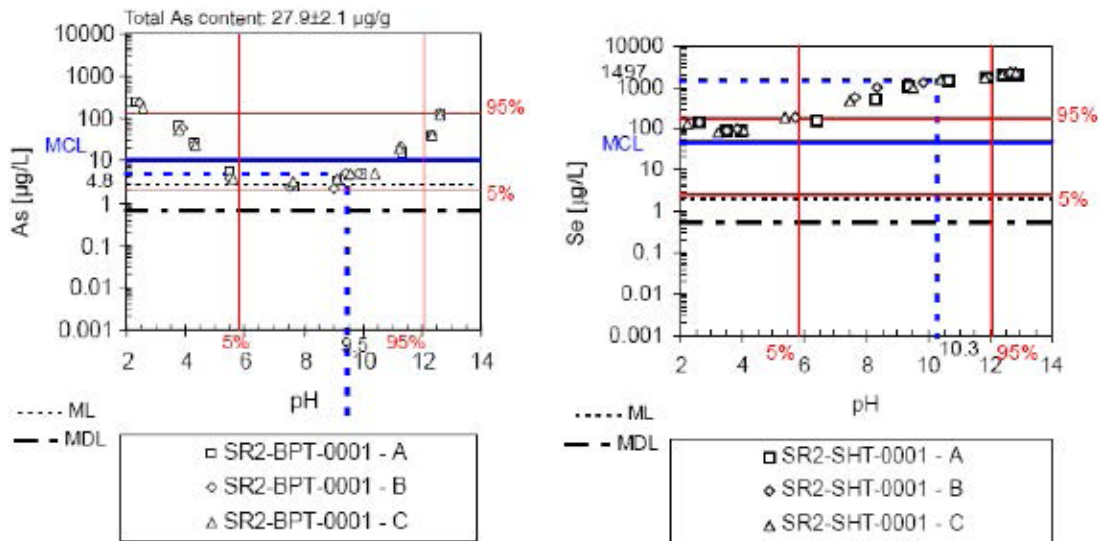 Total As content: 27.9±2.1 µg/g
10000
1000
100
MCL
10
4.8
1
0.1
0.01
0.001
As [µg/L]
95%
5%
2 4 6 8 10 12 14
5%
9.5
95%
pH
ML
MDL
SR2-BPT-0001 - A
SR2-BPT-0001 - B
SR2-BPT-0001 - C
10000
1497
1000
100
MCL
10
1
0.1
0.01
0.001
Se [µg/L]
95%
5%
5%
10.3
95%
2 4 6 8 10 12 14
pH
ML
MDL
SR2-SHT-0001 - A
SR2-SHT-0001 - B
SR2-SHT-0001 - C